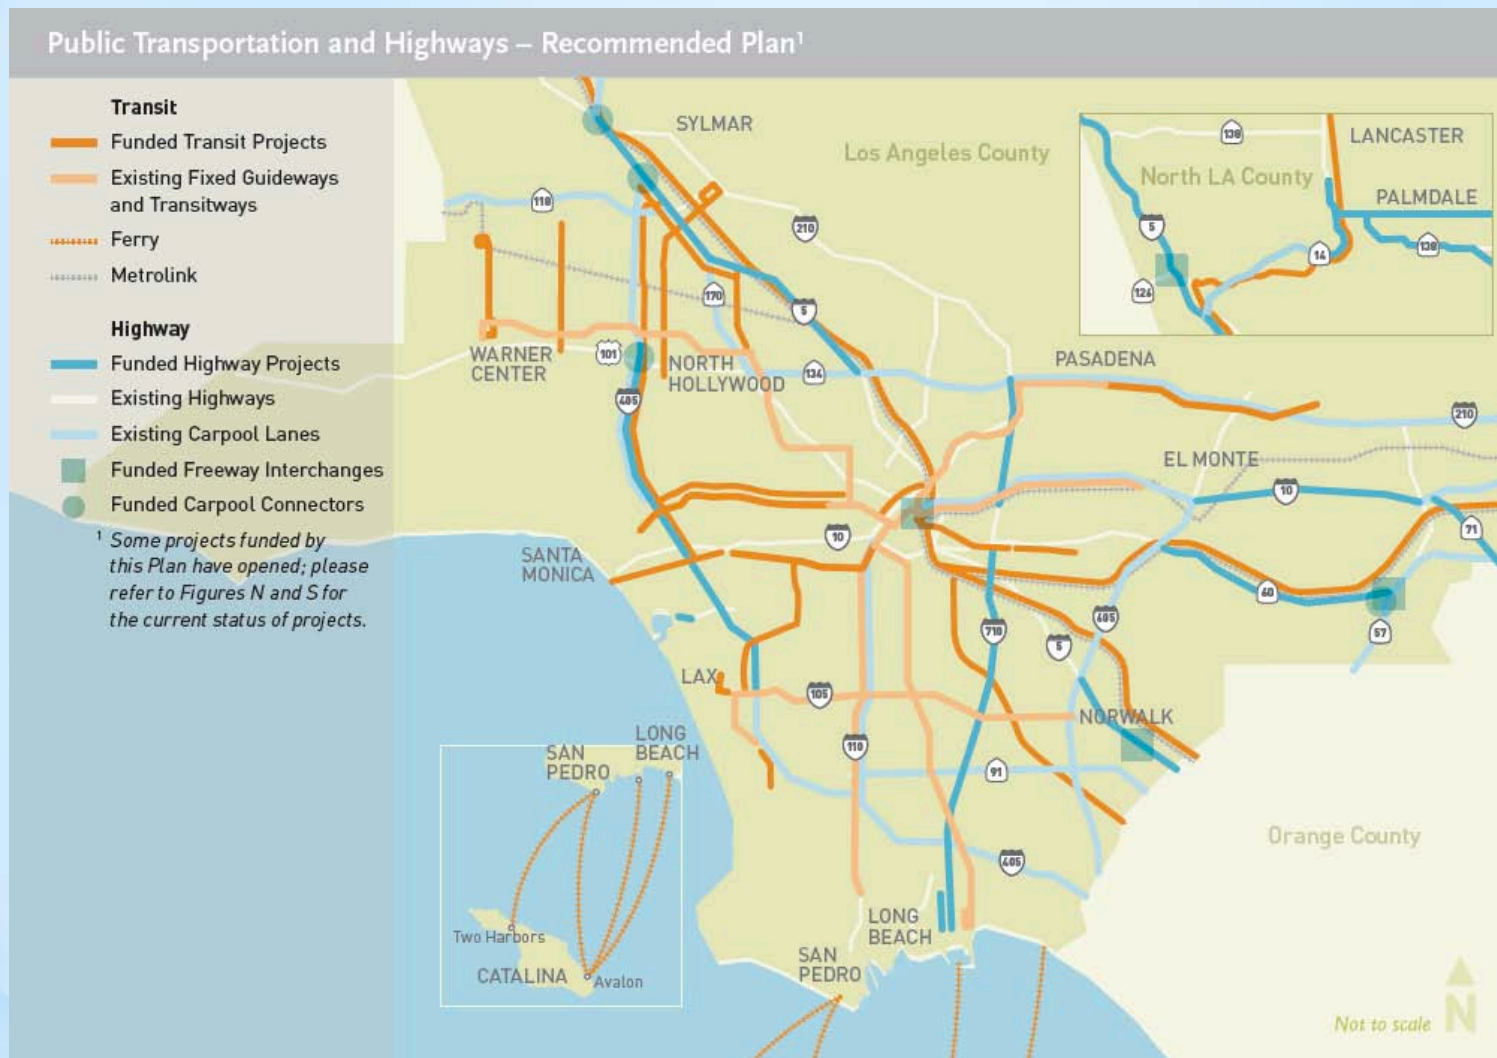 Public Transportation and Highways – Recommended Plan¹
Transit
Funded Transit Projects
Existing Fixed Guideways
and Transitways
Ferry
Metrolink
Highway
Funded Highway Projects
Existing Highways
Existing Carpool Lanes
Funded Freeway Interchanges
Funded Carpool Connectors
¹ Some projects funded by
this Plan have opened; please
refer to Figures N and S for
the current status of projects.
SYLMAR
Los Angeles County
118
210
170
5
WARNER
CENTER
101
NORTH
HOLLYWOOD
134
405
PASADENA
210
EL MONTE
10
71
SANTA
MONICA
10
60
57
605
710
5
LAX
105
NORWALK
110
91
405
Orange County
LONG
BEACH
SAN
PEDRO
138
LANCASTER
North LA County
PALMDALE
5
14
138
126
SAN
PEDRO
LONG
BEACH
Two Harbors
CATALINA
Avalon
Not to scale
N